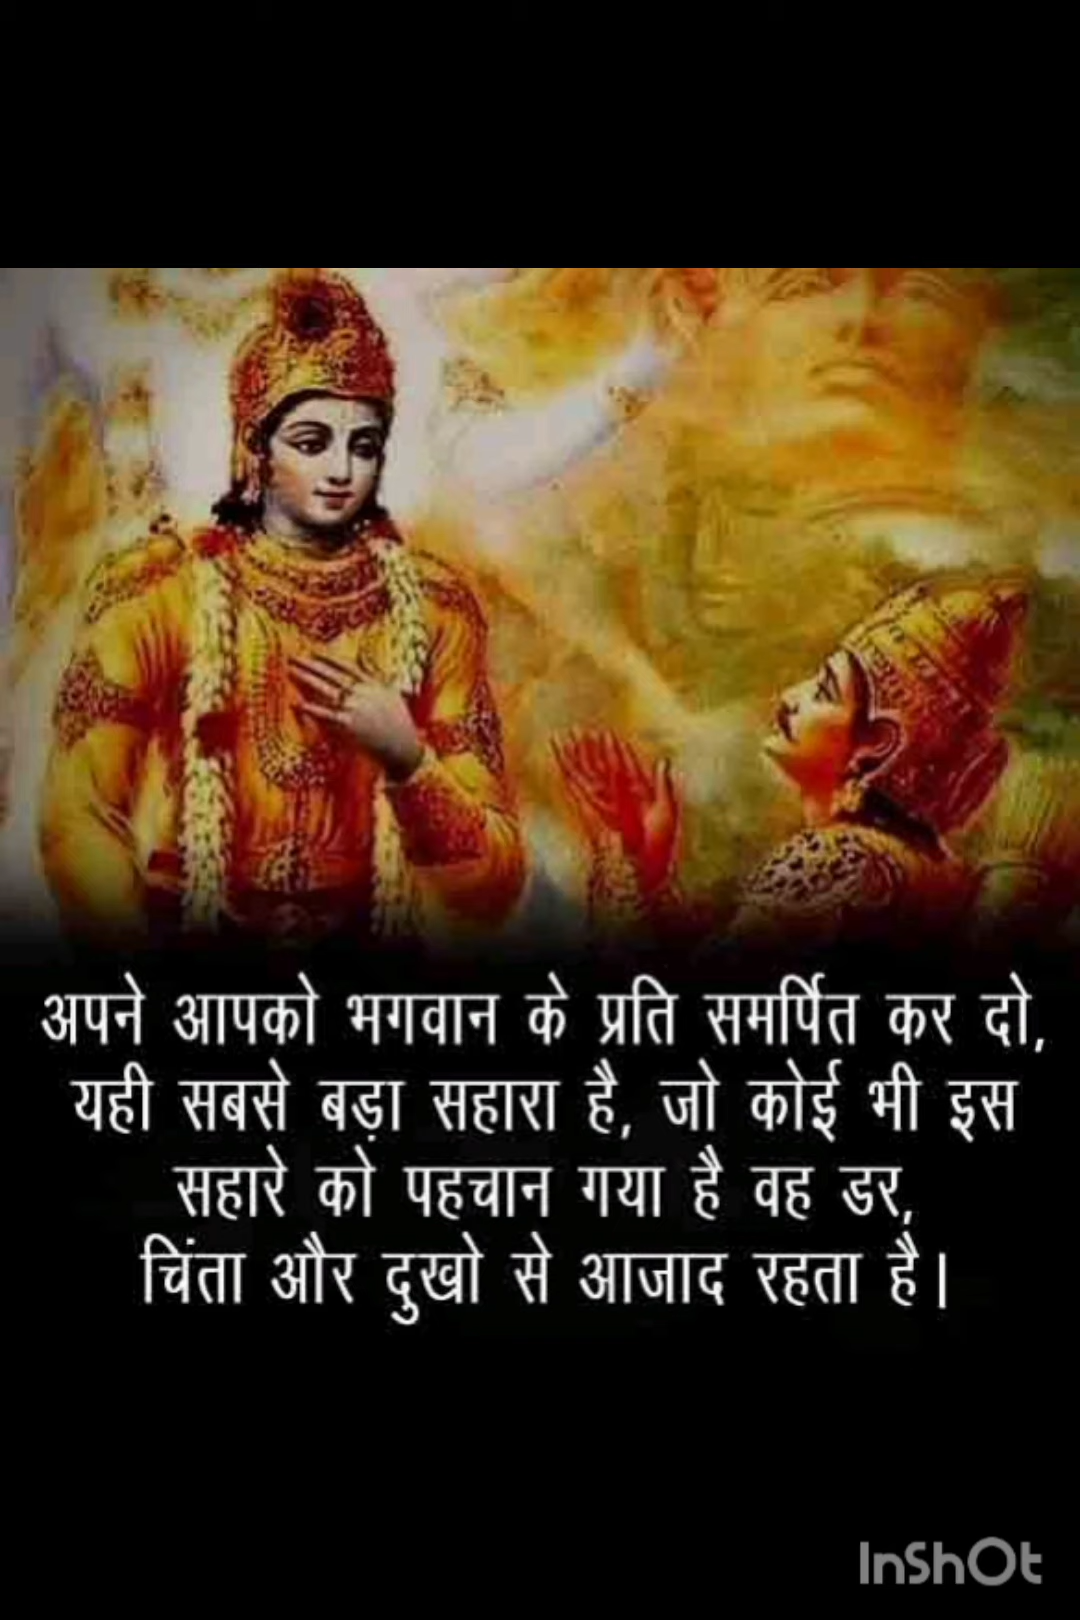 अपने आपको भगवान के प्रति समर्पित कर दो,
यही सबसे बड़ा सहारा है, जो कोई भी इस
सहारे को पहचान गया है वह डर,
चिंता और दुखो से आजाद रहता है।
InShOt